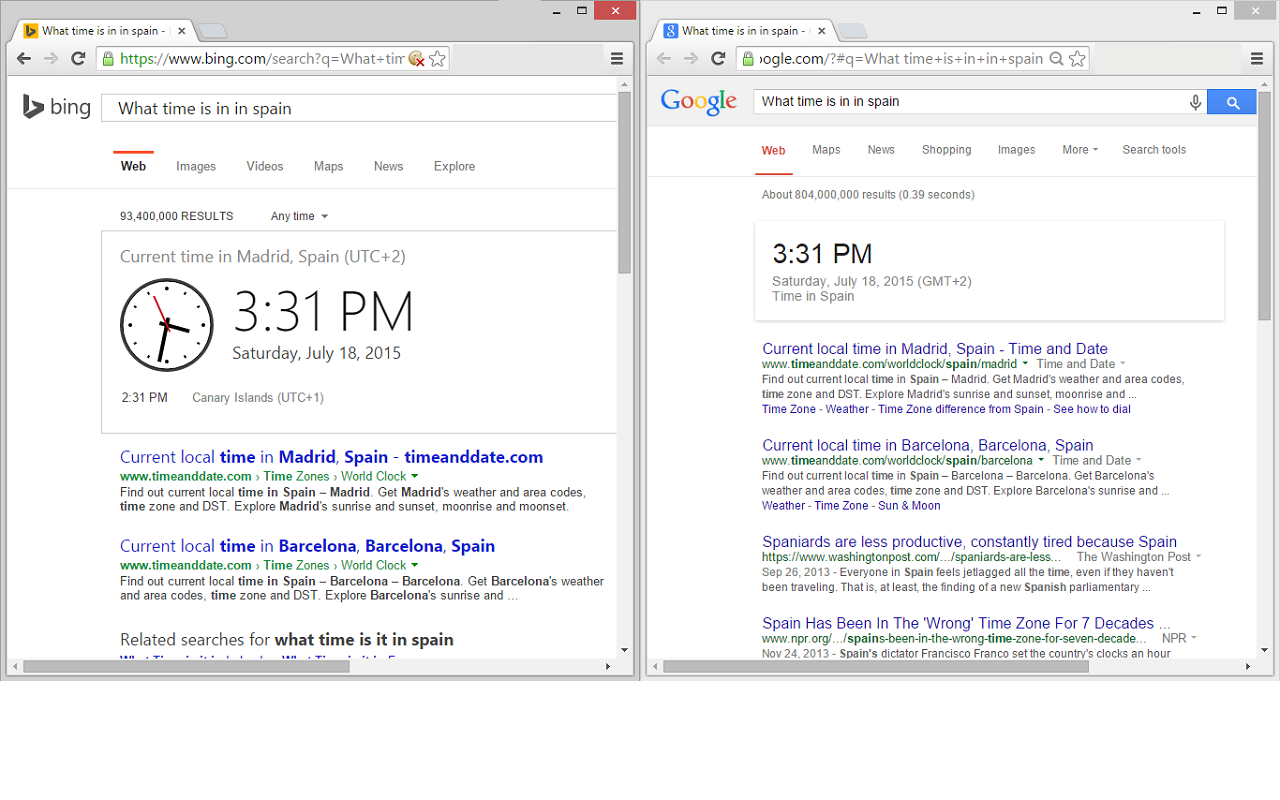 What time is in in spain -
https://www.bing.com/search?q=What+tim
bing
What time is in in spain
Web Images Videos Maps News Explore
93,400,000 RESULTS Any time
Current time in Madrid, Spain (UTC+2)
3:31 PM
Saturday, July 18, 2015
2:31 PM Canary Islands (UTC+1)
Current local time in Madrid, Spain - timeanddate.com
www.timeanddate.com › Time Zones › World Clock
Find out current local time in Spain – Madrid. Get Madrid's weather and area codes,
time zone and DST. Explore Madrid's sunrise and sunset, moonrise and moonset.
Current local time in Barcelona, Barcelona, Spain
www.timeanddate.com › Time Zones › World Clock
Find out current local time in Spain – Barcelona – Barcelona. Get Barcelona's weather
and area codes, time zone and DST. Explore Barcelona's sunrise and ...
Related searches for what time is it in spain
What time is in in spain -
oogle.com/?#q=What time+is+in+in+spain
Google
What time is in in spain
Web Maps News Shopping Images More Search tools
About 804,000,000 results (0.39 seconds)
3:31 PM
Saturday, July 18, 2015 (GMT+2)
Time in Spain
Current local time in Madrid, Spain - Time and Date
www.timeanddate.com/worldclock/spain/madrid Time and Date
Find out current local time in Spain – Madrid. Get Madrid's weather and area codes,
time zone and DST. Explore Madrid's sunrise and sunset, moonrise and ...
Time Zone - Weather - Time Zone difference from Spain - See how to dial
Current local time in Barcelona, Barcelona, Spain
www.timeanddate.com/worldclock/spain/barcelona Time and Date
Find out current local time in Spain – Barcelona – Barcelona. Get Barcelona's
weather and area codes, time zone and DST. Explore Barcelona's sunrise and ...
Weather - Time Zone - Sun & Moon
Spaniards are less productive, constantly tired because Spain
https://www.washingtonpost.com/.../spaniards-are-less... The Washington Post
Sep 26, 2013 - Everyone in Spain feels jetlagged all the time, even if they haven't
been traveling. That is, at least, the finding of a new Spanish parliamentary ...
Spain Has Been In The 'Wrong' Time Zone For 7 Decades ...
www.npr.org/.../spains-been-in-the-wrong-time-zone-for-seven-decade... NPR
Nov 24, 2013 - Spain's dictator Francisco Franco set the country's clocks an hour